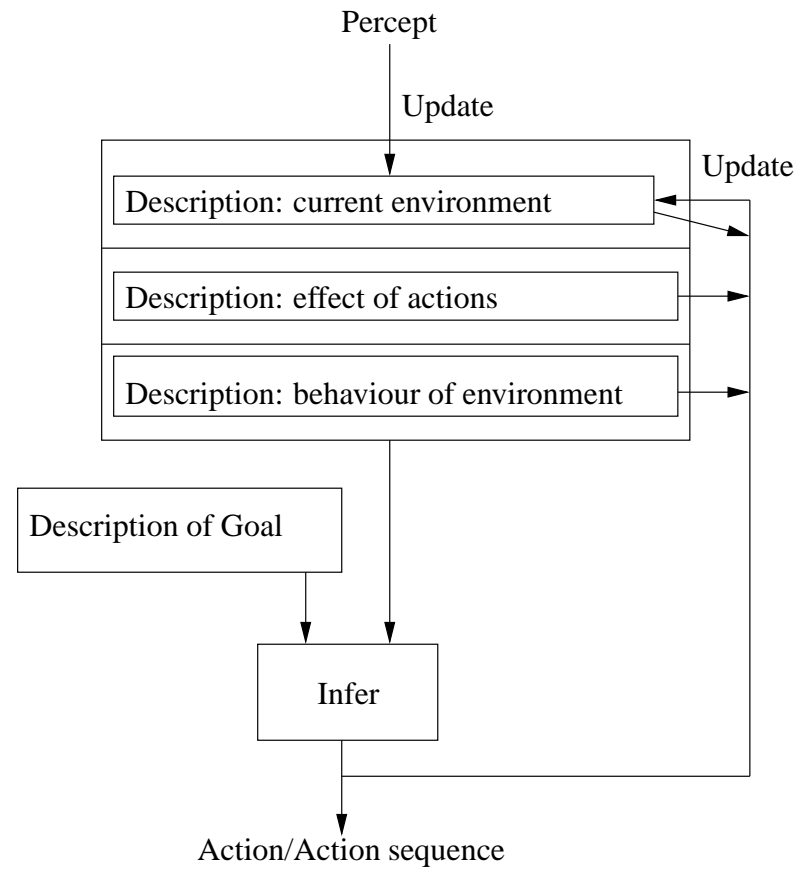 Percept
Update
Update
Description: current environment
Description: effect of actions
Description: behaviour of environment
Description of Goal
Infer
Action/Action sequence